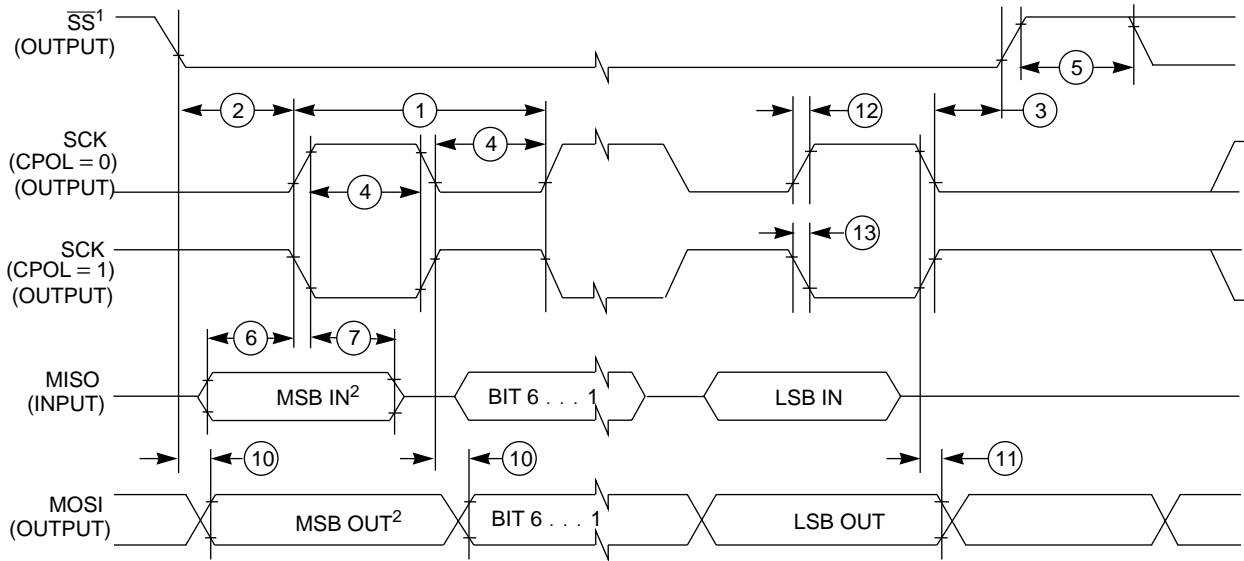 SS1
(OUTPUT)
5
2
1
12
3
SCK
(CPOL = 0)
(OUTPUT)
4
4
13
SCK
(CPOL = 1)
(OUTPUT)
6
7
MISO
(INPUT)
MSB IN2
BIT 6 . . . 1
LSB IN
10
10
11
MOSI
(OUTPUT)
MSB OUT2
BIT 6 . . . 1
LSB OUT